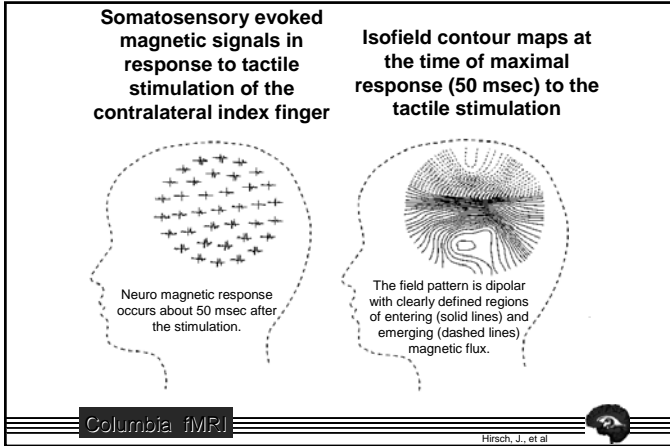 Somatosensory evoked
magnetic signals in
response to tactile
stimulation of the
contralateral index finger
Neuro magnetic response
occurs about 50 msec after
the stimulation.
Isofield contour maps at
the time of maximal
response (50 msec) to the
tactile stimulation
The field pattern is dipolar
with clearly defined regions
of entering (solid lines) and
emerging (dashed lines)
magnetic flux.
Columbia fMRI
Hirsch, J., et al